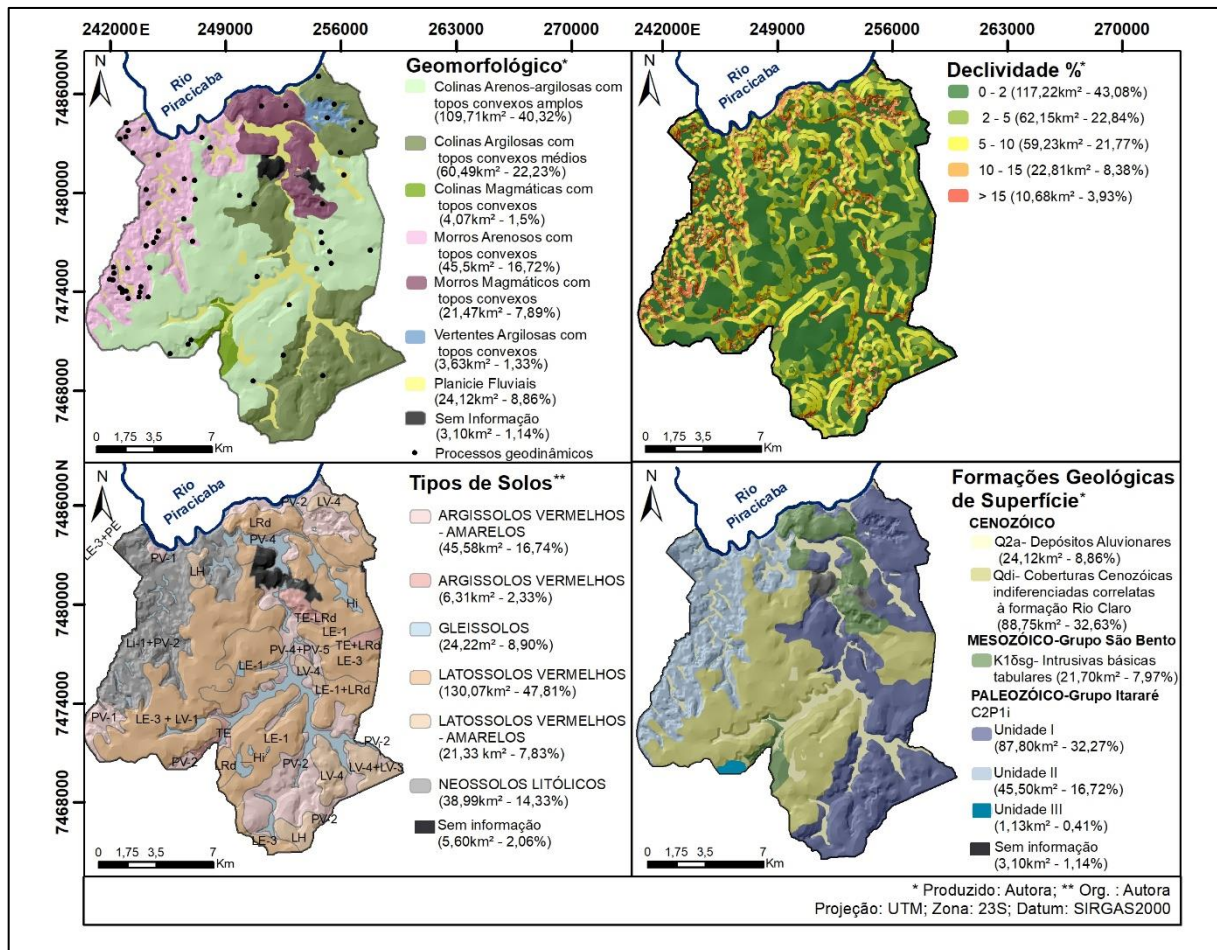 242000E 249000 256000 263000 270000
242000E 249000 256000 263000 270000
7486000N
7480000
7474000
7468000
N
Rio
Piracicaba
Geomorfológico*
Colinas Arenos-argilosas com
topos convexos amplos
(109,71km² - 40,32%)
Colinas Argilosas com
topos convexos médios
(60,49km² - 22,23%)
Colinas Magmáticas com
topos convexos
(4,07km² - 1,5%)
Morros Arenosos com
topos convexos
(45,5km² - 16,72%)
Morros Magmáticos com
topos convexos
(21,47km² - 7,89%)
Vertentes Argilosas com
topos convexos
(3,63km² - 1,33%)
Planicie Fluviais
(24,12km² - 8,86%)
Sem Informação
(3,10km² - 1,14%)
Processos geodinâmicos
0 1,75 3,5 7
Km
N
Rio
Piracicaba
Declividade %*
0 - 2 (117,22km² - 43,08%)
2 - 5 (62,15km² - 22,84%)
5 - 10 (59,23km² - 21,77%)
10 - 15 (22,81km² - 8,38%)
> 15 (10,68km² - 3,93%)
0 1,75 3,5 7
Km
7486000N
7480000
7474000
7468000
N
Rio
Piracicaba
LE-3+PE
PV-2
LV-4
LRd
PV-4
PV-1
LH
Hi
TE-LRd
LE-1
Li-1+PV-2
TE+LRd
PV-4+PV-5
LE-3
LE-1
LV-4
LE-1+LRd
PV-1
LE-3 + LV-1
TE
LE-1
PV-2
PV-2
Hi
PV-2
LRd
LV-4
LV-4+LV-3
PV-2
LE-3
LH
Tipos de Solos**
ARGISSOLOS VERMELHOS
- AMARELOS
(45,58km² - 16,74%)
ARGISSOLOS VERMELHOS
(6,31km² - 2,33%)
GLEISSOLOS
(24,22km² - 8,90%)
LATOSSOLOS VERMELHOS
(130,07km² - 47,81%)
LATOSSOLOS VERMELHOS
- AMARELOS
(21,33 km² - 7,83%)
NEOSSOLOS LITÓLICOS
(38,99km² - 14,33%)
Sem informação
(5,60km² - 2,06%)
0 1,75 3,5 7
Km
N
Rio
Piracicaba
Formações Geológicas
de Superfície*
CENOZÓICO
Q2a- Depósitos Aluvionares
(24,12km² - 8,86%)
Qdi- Coberturas Cenozóicas
indiferenciadas correlatas
à formação Rio Claro
(88,75km² - 32,63%)
MESOZÓICO-Grupo São Bento
K1δsg- Intrusivas básicas
tabulares (21,70km² - 7,97%)
PALEOZÓICO-Grupo Itararé
C2P1i
Unidade I
(87,80km² - 32,27%)
Unidade II
(45,50km² - 16,72%)
Unidade III
(1,13km² - 0,41%)
Sem informação
(3,10km² - 1,14%)
0 1,75 3,5 7
Km
* Produzido: Autora; ** Org. : Autora
Projeção: UTM; Zona: 23S; Datum: SIRGAS2000